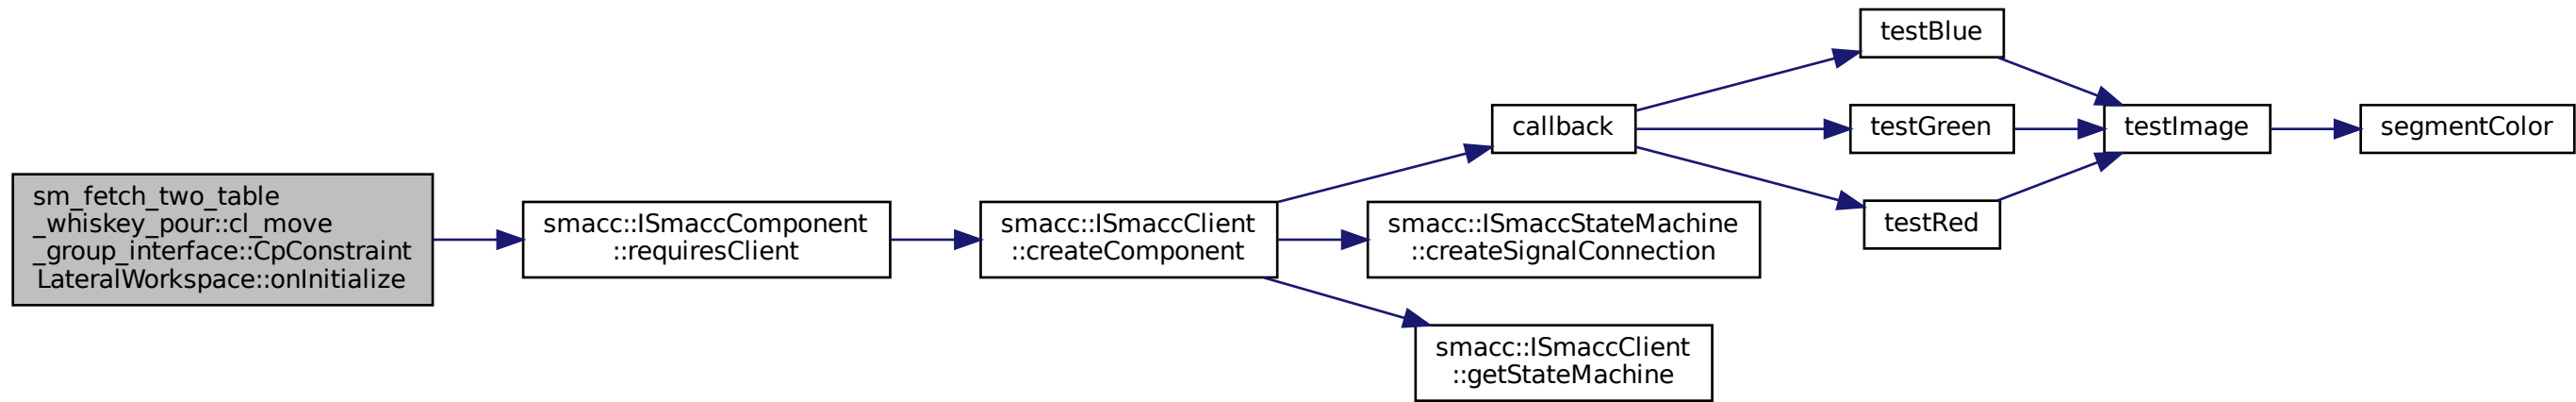 sm_fetch_two_table
_whiskey_pour::cl_move
_group_interface::CpConstraint
LateralWorkspace::onInitialize
smacc::ISmaccComponent
::requiresClient
smacc::ISmaccClient
::createComponent
callback
smacc::ISmaccStateMachine
::createSignalConnection
smacc::ISmaccClient
::getStateMachine
testBlue
testGreen
testRed
testImage
segmentColor